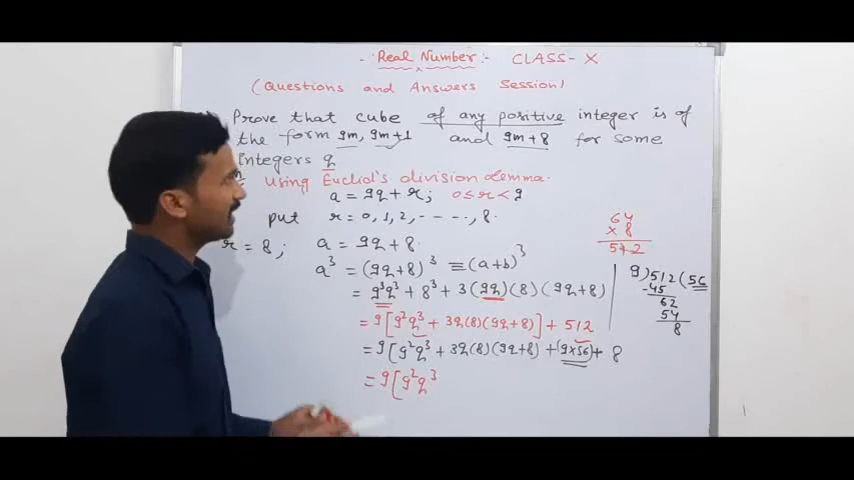 Real Number:- CLASS-X
(Questions and Answers Session)
Prove that cube of any positive integer is of
the form 9m, 9m+1 and 9m+8 for some
integers q
Using Euclid's division lemma.
a = 9q + r; 0 ≤ r < 9
put r = 0, 1, 2, - - - - -, 8.
r = 8; a = 9q + 8.
a³ = (9q+8)³ ≡ (a+b)³
= 9³q³ + 8³ + 3(9q)(8)(9q+8)
= 9[9²q³ + 3q(8)(9q+8)] + 512
= 9[9²q³ + 3q(8)(9q+8) + (9×56) + 8
= 9[9²q³
64
× 8
512
9)512(56
-45
62
54
8